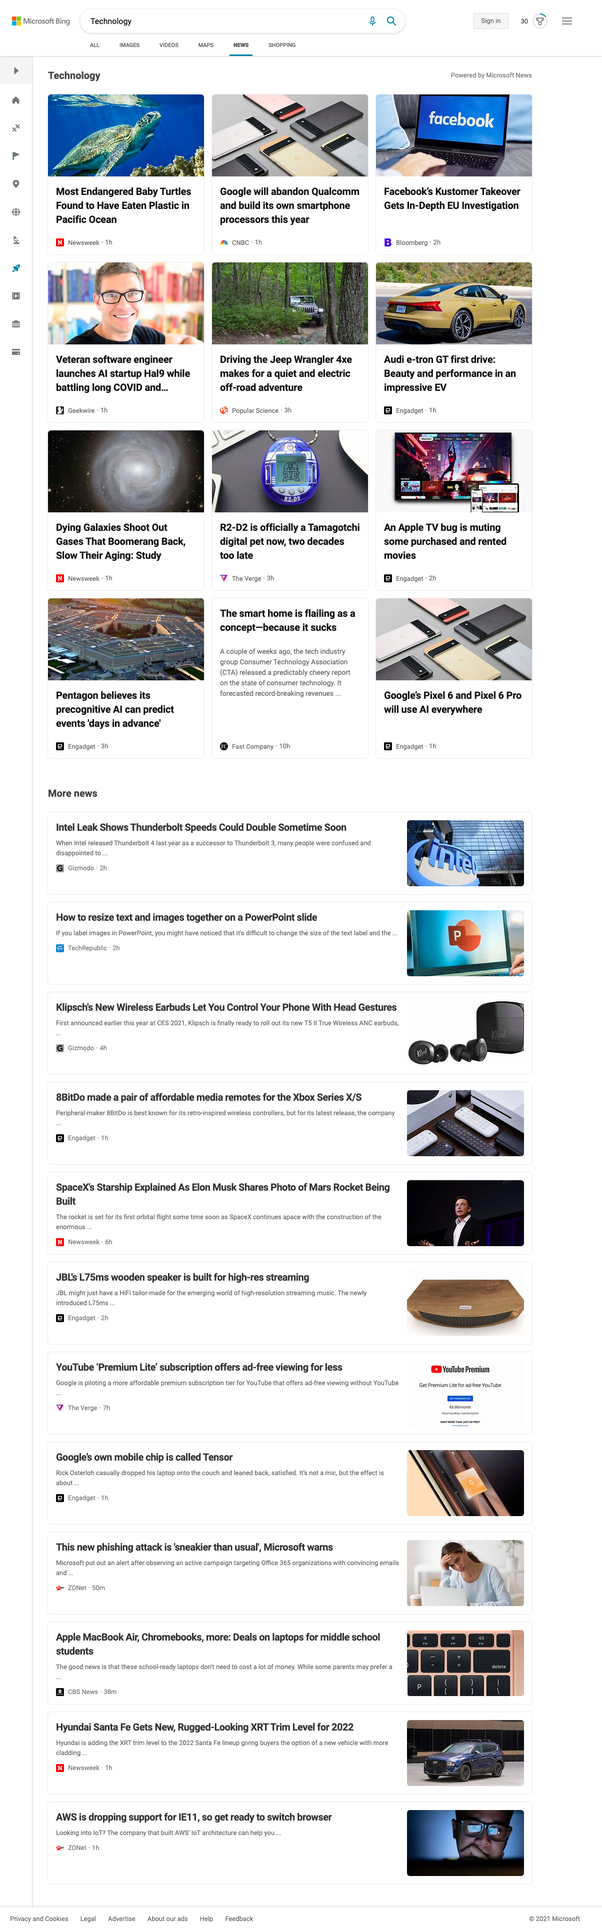 Microsoft Bing
Technology
Sign in
30
ALL
IMAGES
VIDEOS
MAPS
NEWS
SHOPPING
Technology
Powered by Microsoft News
facebook
Most Endangered Baby Turtles
Found to Have Eaten Plastic in
Pacific Ocean
Newsweek · 1h
Google will abandon Qualcomm
and build its own smartphone
processors this year
CNBC · 1h
Facebook's Kustomer Takeover
Gets In-Depth EU Investigation
Bloomberg · 2h
Veteran software engineer
launches AI startup Hal9 while
battling long COVID and...
Geekwire · 1h
Driving the Jeep Wrangler 4xe
makes for a quiet and electric
off-road adventure
Popular Science · 3h
Audi e-tron GT first drive:
Beauty and performance in an
impressive EV
Engadget · 1h
R2-D2
Dying Galaxies Shoot Out
Gases That Boomerang Back,
Slow Their Aging: Study
Newsweek · 1h
R2-D2 is officially a Tamagotchi
digital pet now, two decades
too late
The Verge · 3h
An Apple TV bug is muting
some purchased and rented
movies
Engadget · 2h
Pentagon believes its
precognitive AI can predict
events 'days in advance'
Engadget · 3h
The smart home is flailing as a
concept—because it sucks
A couple of weeks ago, the tech industry
group Consumer Technology Association
(CTA) released a predictably cheery report
on the state of consumer technology. It
forecasted record-breaking revenues ...
Fast Company · 10h
Google's Pixel 6 and Pixel 6 Pro
will use AI everywhere
Engadget · 1h
More news
Intel Leak Shows Thunderbolt Speeds Could Double Sometime Soon
When Intel released Thunderbolt 4 last year as a successor to Thunderbolt 3, many people were confused and
disappointed to ...
Gizmodo · 2h
intel
How to resize text and images together on a PowerPoint slide
If you label images in PowerPoint, you might have noticed that it's difficult to change the size of the text label and the ...
TechRepublic · 2h
P
Klipsch's New Wireless Earbuds Let You Control Your Phone With Head Gestures
First announced earlier this year at CES 2021, Klipsch is finally ready to roll out its new T5 II True Wireless ANC earbuds,
...
Gizmodo · 4h
8BitDo made a pair of affordable media remotes for the Xbox Series X/S
Peripheral-maker 8BitDo is best known for its retro-inspired wireless controllers, but for its latest release, the company
...
Engadget · 1h
SpaceX's Starship Explained As Elon Musk Shares Photo of Mars Rocket Being
Built
The rocket is set for its first orbital flight some time soon as SpaceX continues apace with the construction of the
enormous ...
Newsweek · 6h
JBL's L75ms wooden speaker is built for high-res streaming
JBL might just have a HiFi tailor-made for the emerging world of high-resolution streaming music. The newly
introduced L75ms ...
Engadget · 2h
YouTube 'Premium Lite' subscription offers ad-free viewing for less
Google is piloting a more affordable premium subscription tier for YouTube that offers ad-free viewing without YouTube
...
The Verge · 7h
YouTube Premium
Get Premium Lite for ad-free YouTube
Google's own mobile chip is called Tensor
Rick Osterloh casually dropped his laptop onto the couch and leaned back, satisfied. It's not a mic, but the effect is
about ...
Engadget · 1h
This new phishing attack is 'sneakier than usual', Microsoft warns
Microsoft put out an alert after observing an active campaign targeting Office 365 organizations with convincing emails
and ...
ZDNet · 50m
Apple MacBook Air, Chromebooks, more: Deals on laptops for middle school
students
The good news is that these school-ready laptops don't need to cost a lot of money. While some parents may prefer a
...
CBS News · 38m
delete
P
Hyundai Santa Fe Gets New, Rugged-Looking XRT Trim Level for 2022
Hyundai is adding the XRT trim level to the 2022 Santa Fe lineup giving buyers the option of a new vehicle with more
cladding ...
Newsweek · 1h
AWS is dropping support for IE11, so get ready to switch browser
Looking into IoT? The company that built AWS' IoT architecture can help you ...
ZDNet · 1h
Privacy and Cookies
Legal
Advertise
About our ads
Help
Feedback
© 2021 Microsoft